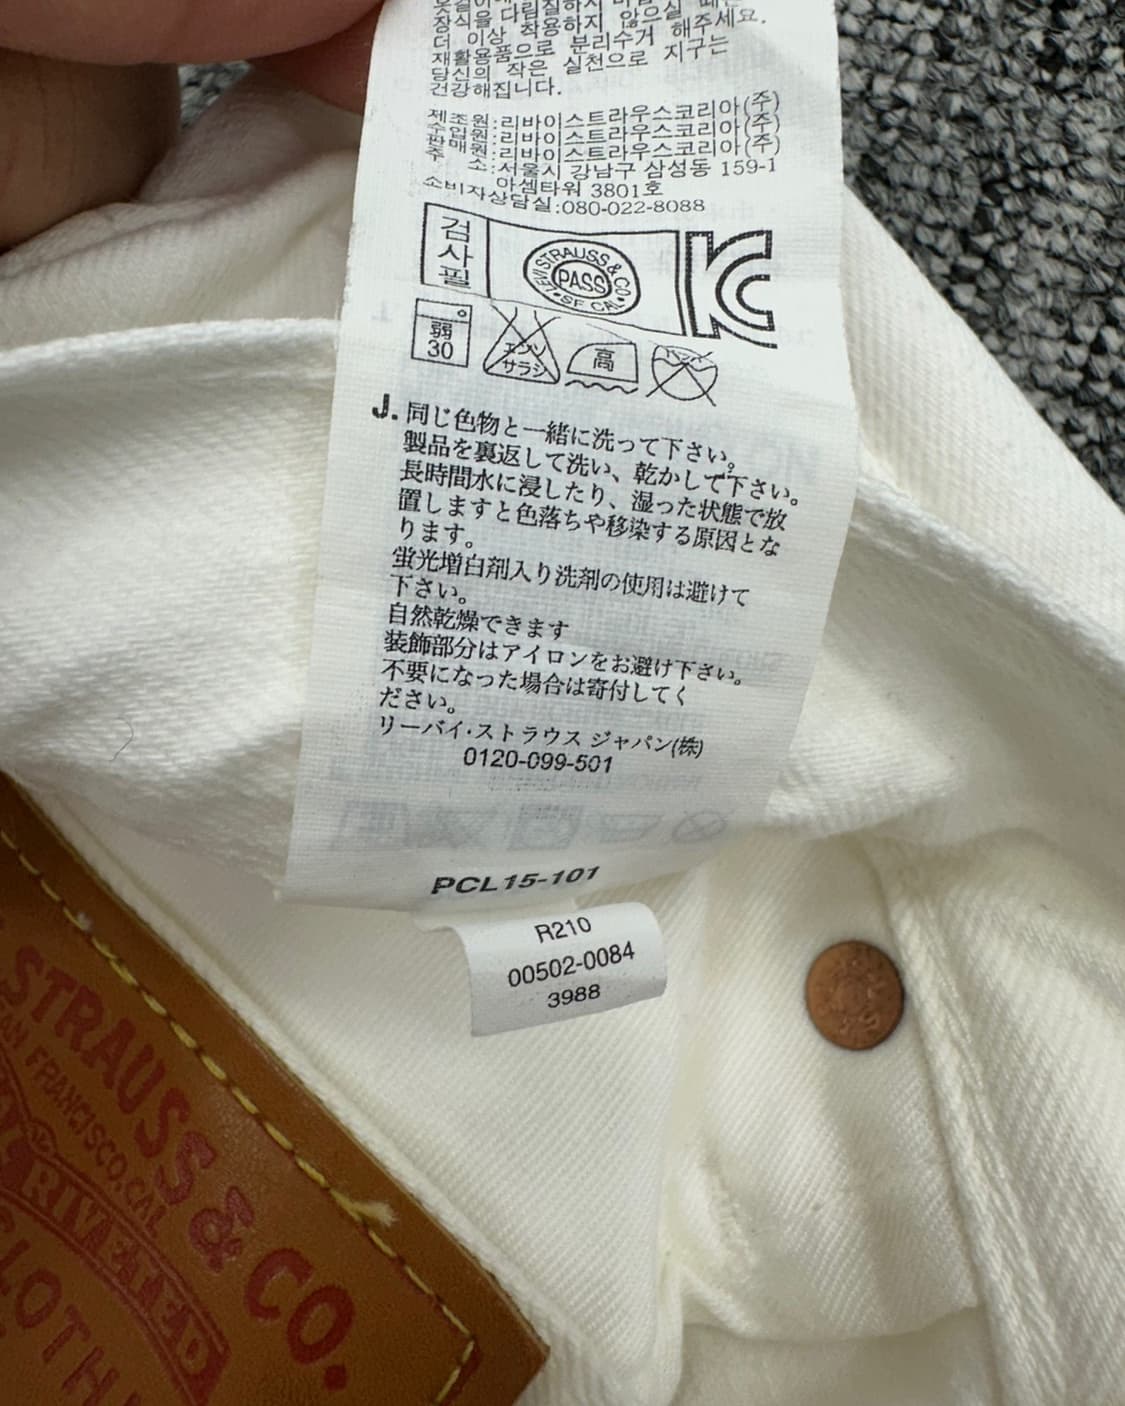 장식을 다림질하지 않으실 때는
더 이상 착용하지 해주세요.
재활용품으로 분리수거 지구는
당신의 작은 실천으로
건강해집니다.
제조원:리바이스트라우스코리아(주)
수입원:리바이스트라우스코리아(주)
판매원:리바이스트라우스코리아(주)
주 소:서울시 강남구 삼성동 159-1
아셈타워 3801호
소비자상담실:080-022-8088
검사필
LEVI STRAUSS & CO.
PASS
S.F. CAL.
KC
弱
30
エンソ
サラシ
高
ドライ
J. 同じ色物と一緒に洗って下さい。
製品を裏返して洗い、乾かして下さい。
長時間水に浸したり、湿った状態で放
置しますと色落ちや移染する原因とな
ります。
蛍光増白剤入り洗剤の使用は避けて
下さい。
自然乾燥できます
装飾部分はアイロンをお避け下さい。
不要になった場合は寄付してく
ださい。
リーバイ・ストラウス ジャパン(株)
0120-099-501
PCL15-101
R210
00502-0084
3988
STRAUSS & CO.
SAN FRANCISCO, CAL
RIVETED
CLOTHI